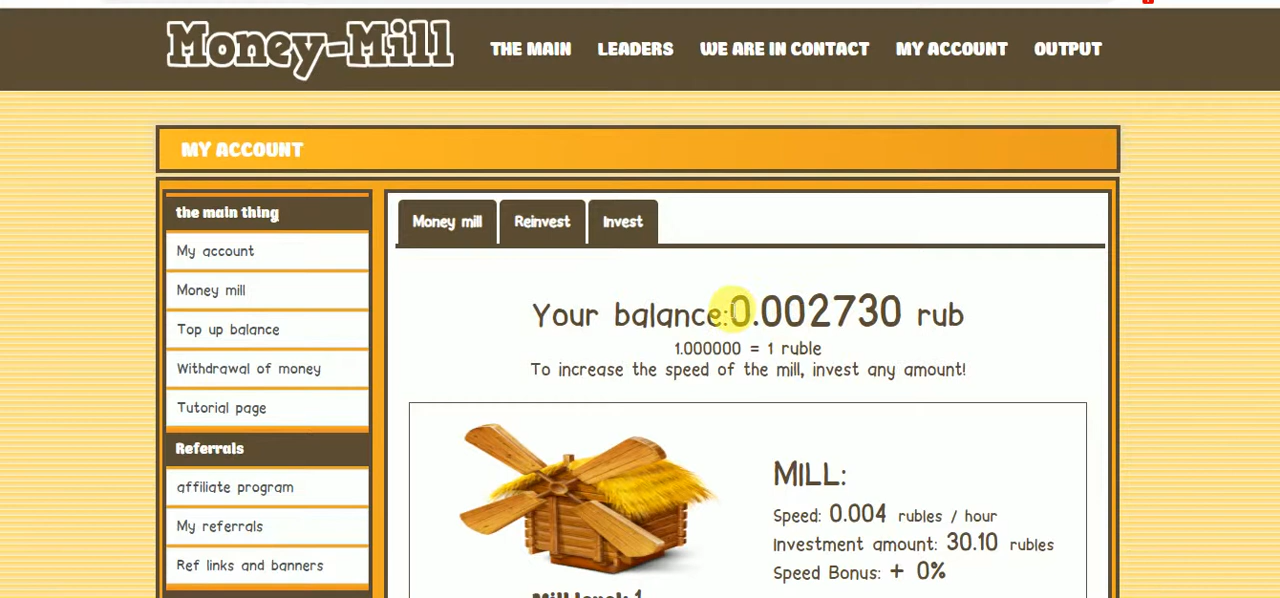 Money-Mill
THE MAIN
LEADERS
WE ARE IN CONTACT
MY ACCOUNT
OUTPUT
MY ACCOUNT
the main thing
My account
Money mill
Top up balance
Withdrawal of money
Tutorial page
Referrals
affiliate program
My referrals
Ref links and banners
Money mill
Reinvest
Invest
Your balance:0.002730 rub
1.000000 = 1 ruble
To increase the speed of the mill, invest any amount!
MILL:
Speed: 0.004 rubles / hour
Investment amount: 30.10 rubles
Speed Bonus: + 0%
Mill level: 1